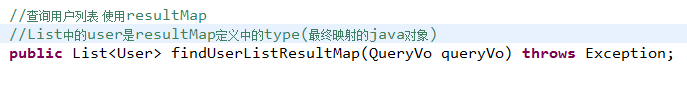 //查询用户列表 使用resultMap
//List中的user是resultMap定义中的type(最终映射的java对象)
public List<User> findUserListResultMap(QueryVo queryVo) throws Exception;